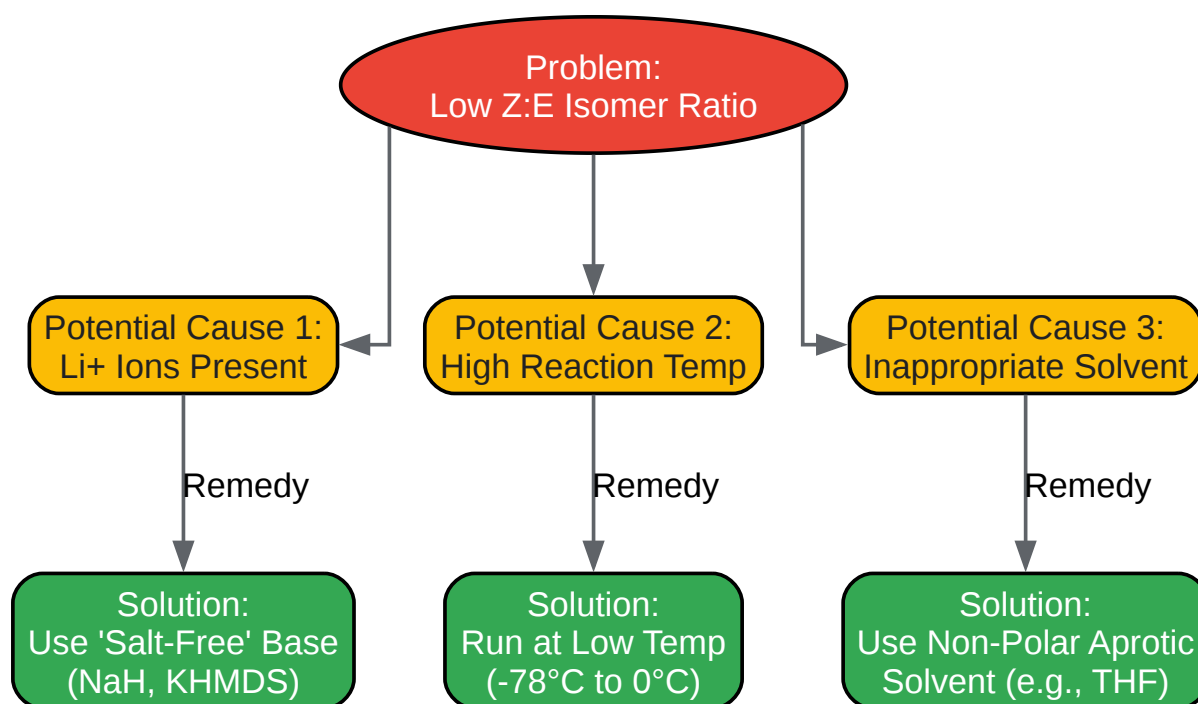 Problem:
Low Z:E Isomer Ratio
Potential Cause 1:
Li+ Ions Present
Potential Cause 2:
High Reaction Temp
Potential Cause 3:
Inappropriate Solvent
Remedy
Remedy
Remedy
Solution:
Use 'Salt-Free' Base
(NaH, KHMDS)
Solution:
Run at Low Temp
(-78°C to 0°C)
Solution:
Use Non-Polar Aprotic
Solvent (e.g., THF)